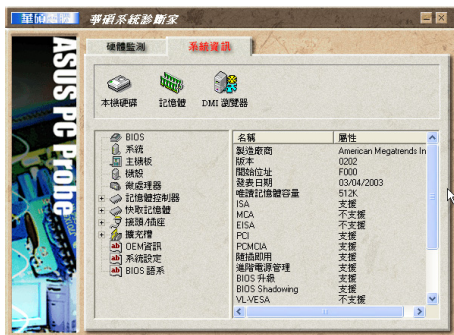 華碩電腦 華碩系統診斷家
ASUS PC Probe
硬體監測 系統資訊
本機硬碟 記憶體 DMI 瀏覽器
BIOS
系統
主機板
機殼
微處理器
記憶體控制器
快取記憶體
接頭/插座
擴充槽
OEM資訊
系統設定
BIOS 語系
名稱 屬性
製造廠商 American Megatrends In
版本 0202
開始位址 F000
發表日期 03/04/2003
唯讀記憶體容量 512K
ISA 支援
MCA 不支援
EISA 不支援
PCI 支援
PCMCIA 支援
隨插即用 支援
進階電源管理 支援
BIOS 升級 支援
BIOS Shadowing 支援
VL-VESA 不支援